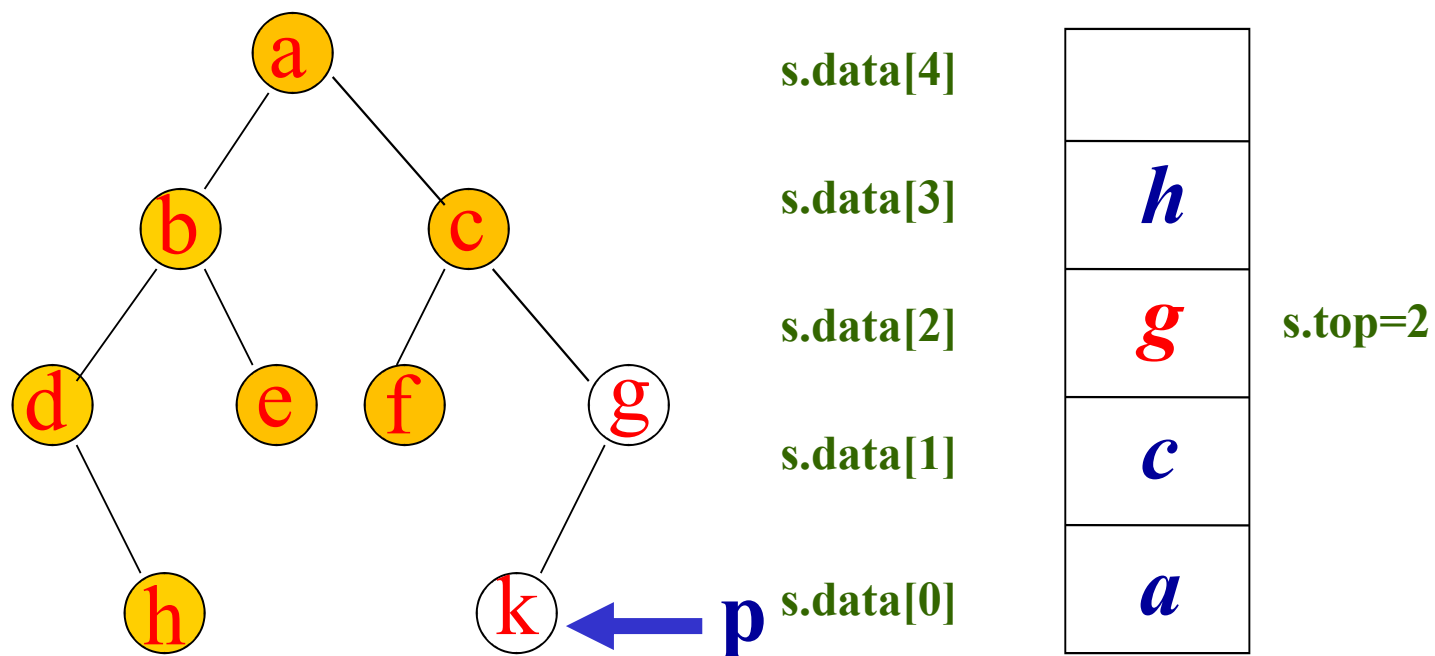 a
b
c
d
e
f
g
h
k
p
s.data[4]
s.data[3]
h
s.data[2]
g
s.top=2
s.data[1]
c
s.data[0]
a